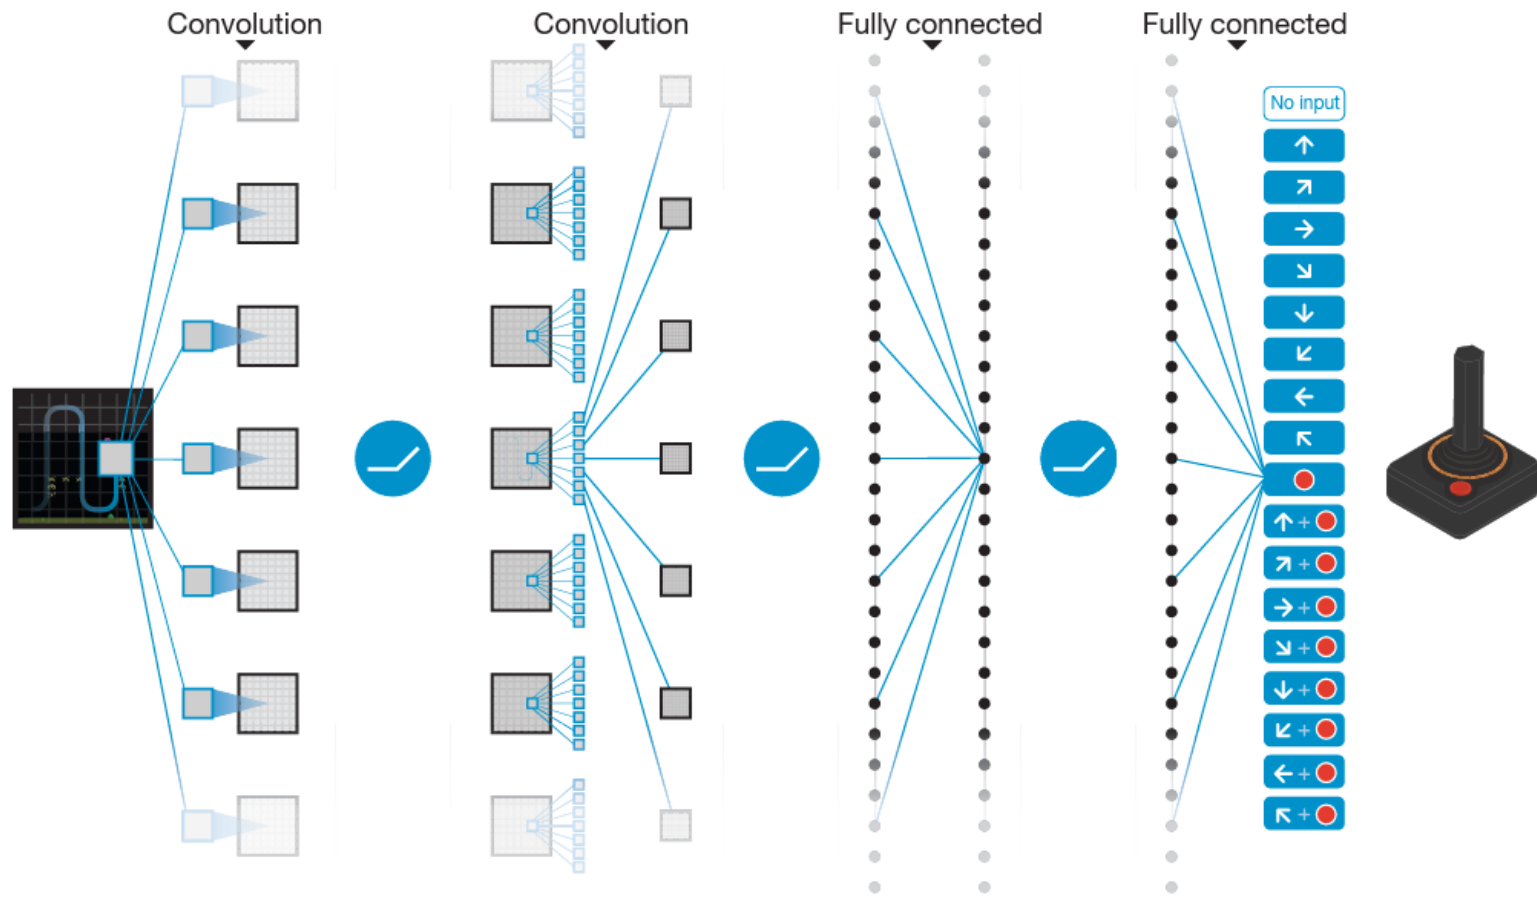 Convolution
Convolution
Fully connected
Fully connected
No input
+
+
+
+
+
+
+
+